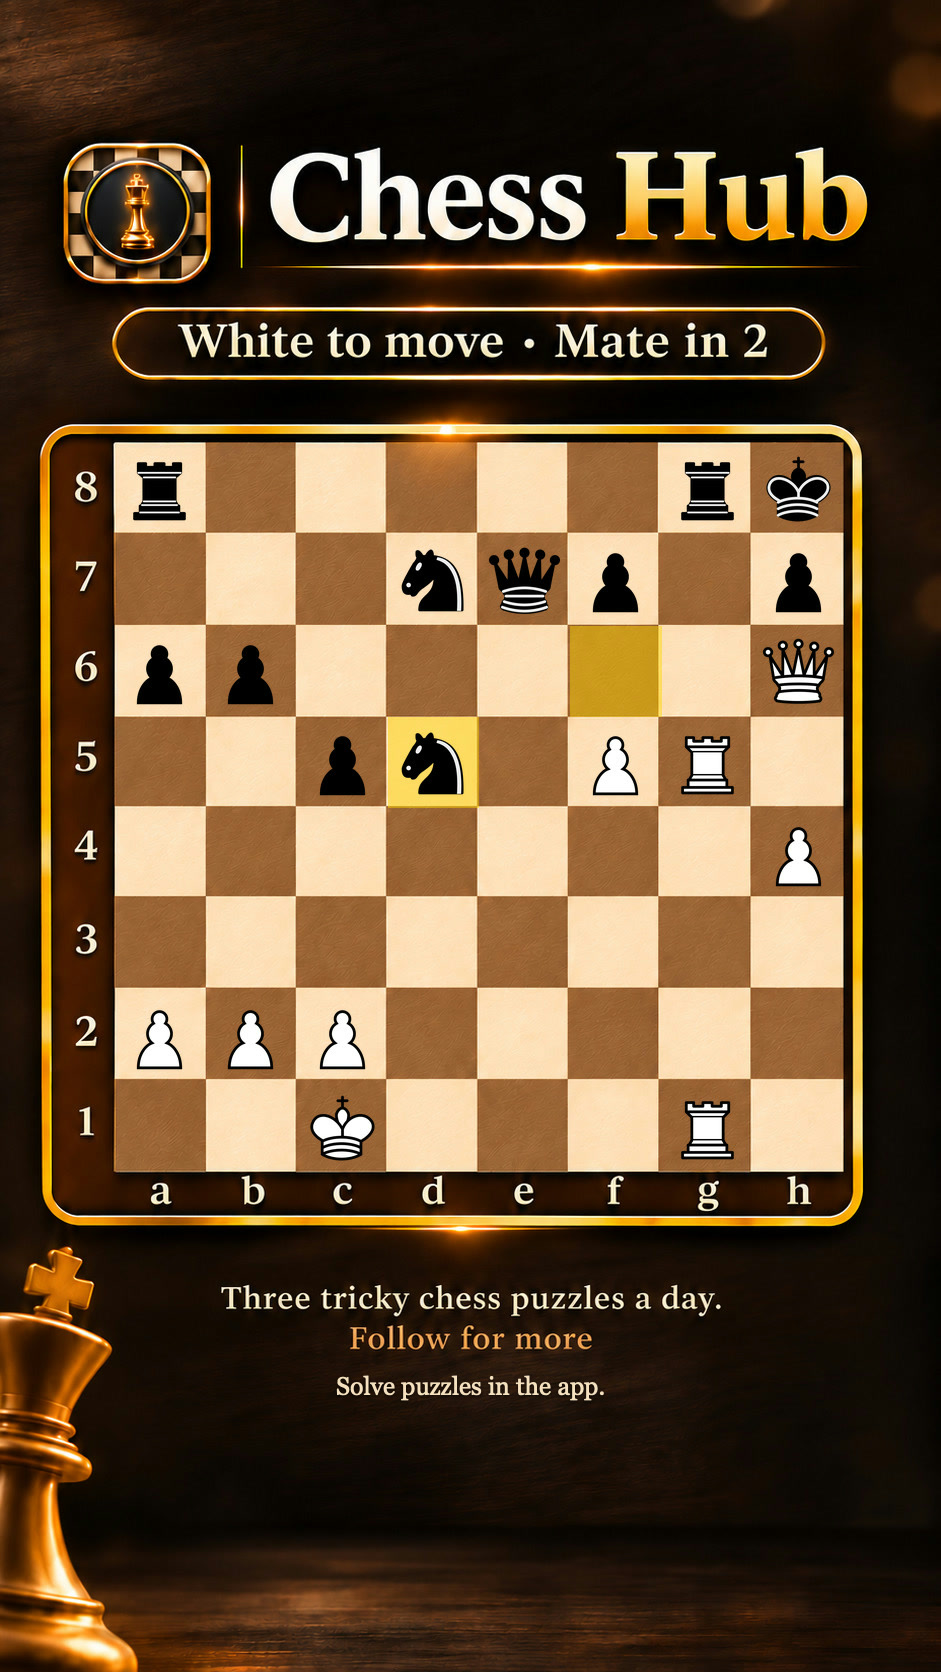 Chess Hub
White to move • Mate in 2
8
7
6
5
4
3
2
1
a b c d e f g h
Three tricky chess puzzles a day.
Follow for more
Solve puzzles in the app.